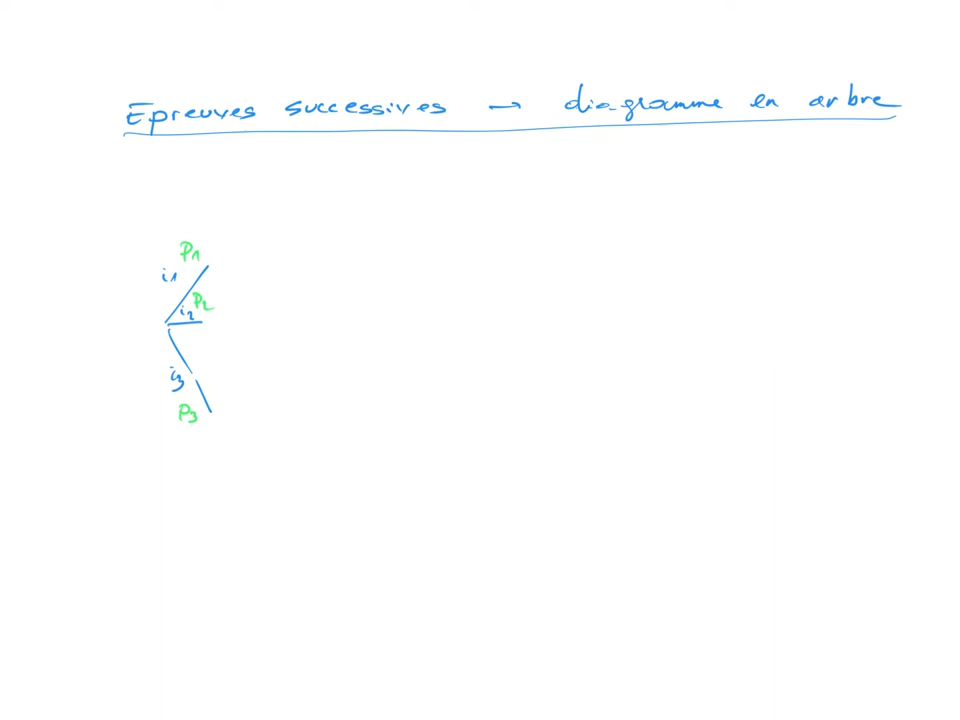 Epreuves successives → diagramme en arbre
P1
i1
P2
i2
i3
P3